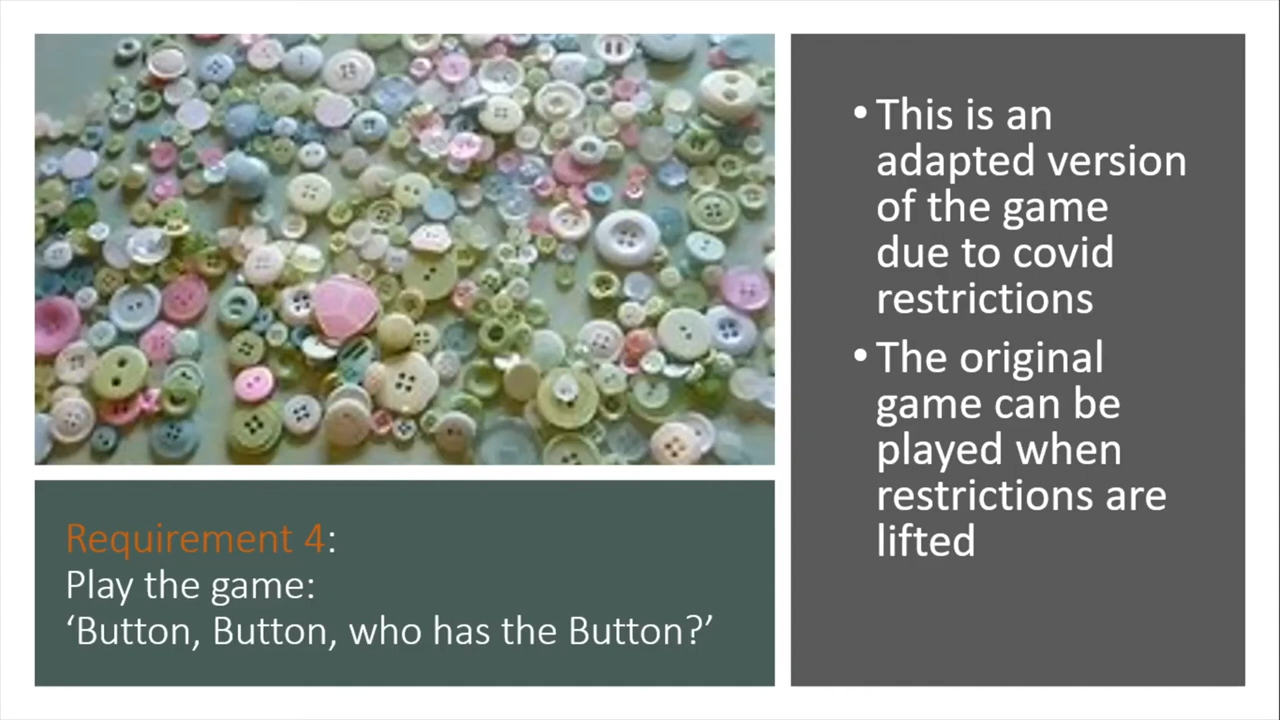 Requirement 4:
Play the game:
‘Button, Button, who has the Button?’
• This is an
adapted version
of the game
due to covid
restrictions
• The original
game can be
played when
restrictions are
lifted